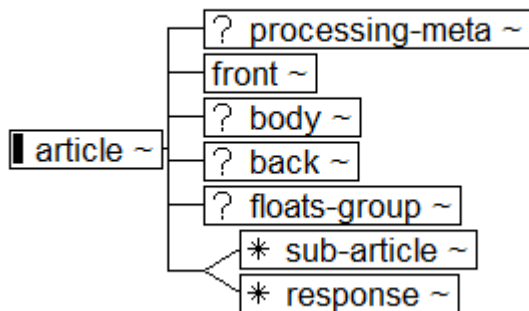 ? processing-meta ~
front ~
? body ~
article ~
? back ~
? floats-group ~
* sub-article ~
* response ~